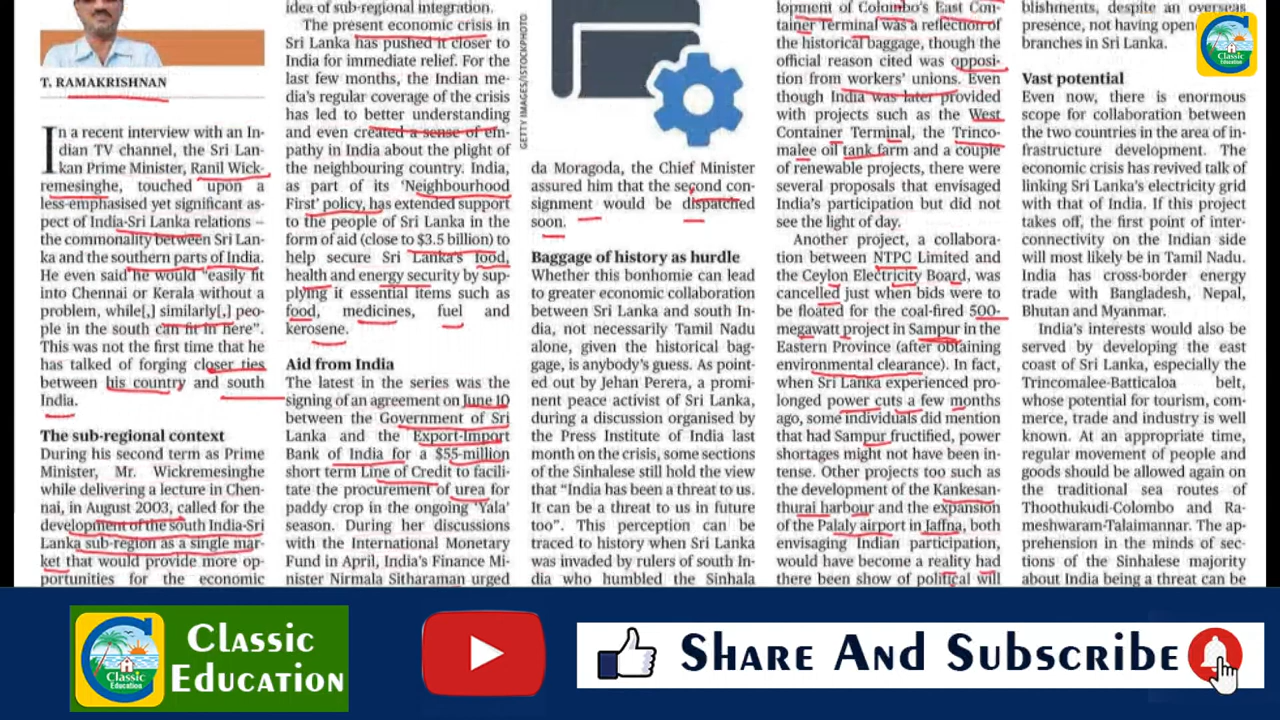 T. RAMAKRISHNAN
In a recent interview with an In-
dian TV channel, the Sri Lan-
kan Prime Minister, Ranil Wick-
remesinghe, touched upon a
less-emphasised yet significant as-
pect of India-Sri Lanka relations –
the commonality between Sri Lan-
ka and the southern parts of India.
He even said he would “easily fit
into Chennai or Kerala without a
problem, while[,] similarly[,] peo-
ple in the south can fit in here”.
This was not the first time that he
has talked of forging closer ties
between his country and south
India.
The sub-regional context
During his second term as Prime
Minister, Mr. Wickremesinghe
while delivering a lecture in Chen-
nai, in August 2003, called for the
development of the south India-Sri
Lanka sub-region as a single mar-
ket that would provide more op-
portunities for the economic
idea of sub-regional integration.
The present economic crisis in
Sri Lanka has pushed it closer to
India for immediate relief. For the
last few months, the Indian me-
dia's regular coverage of the crisis
has led to better understanding
and even created a sense of em-
pathy in India about the plight of
the neighbouring country. India,
as part of its ‘Neighbourhood
First’ policy, has extended support
to the people of Sri Lanka in the
form of aid (close to $3.5 billion) to
help secure Sri Lanka's food,
health and energy security by sup-
plying it essential items such as
food, medicines, fuel and
kerosene.
Aid from India
The latest in the series was the
signing of an agreement on June 10
between the Government of Sri
Lanka and the Export-Import
Bank of India for a $55-million
short term Line of Credit to facili-
tate the procurement of urea for
paddy crop in the ongoing ‘Yala’
season. During her discussions
with the International Monetary
Fund in April, India's Finance Mi-
nister Nirmala Sitharaman urged
GETTY IMAGES/ISTOCKPHOTO
da Moragoda, the Chief Minister
assured him that the second con-
signment would be dispatched
soon.
Baggage of history as hurdle
Whether this bonhomie can lead
to greater economic collaboration
between Sri Lanka and south In-
dia, not necessarily Tamil Nadu
alone, given the historical bag-
gage, is anybody's guess. As point-
ed out by Jehan Perera, a promi-
nent peace activist of Sri Lanka,
during a discussion organised by
the Press Institute of India last
month on the crisis, some sections
of the Sinhalese still hold the view
that “India has been a threat to us.
It can be a threat to us in future
too”. This perception can be
traced to history when Sri Lanka
was invaded by rulers of south In-
dia who humbled the Sinhala
lopment of Colombo's East Con-
tainer Terminal was a reflection of
the historical baggage, though the
official reason cited was opposi-
tion from workers' unions. Even
though India was later provided
with projects such as the West
Container Terminal, the Trinco-
malee oil tank farm and a couple
of renewable projects, there were
several proposals that envisaged
India's participation but did not
see the light of day.
Another project, a collabora-
tion between NTPC Limited and
the Ceylon Electricity Board, was
cancelled just when bids were to
be floated for the coal-fired 500-
megawatt project in Sampur in the
Eastern Province (after obtaining
environmental clearance). In fact,
when Sri Lanka experienced pro-
longed power cuts a few months
ago, some individuals did mention
that had Sampur fructified, power
shortages might not have been in-
tense. Other projects too such as
the development of the Kankesan-
thurai harbour and the expansion
of the Palaly airport in Jaffna, both
envisaging Indian participation,
would have become a reality had
there been show of political will
blishments, despite an overse
presence, not having open
branches in Sri Lanka.
Vast potential
Even now, there is enormous
scope for collaboration between
the two countries in the area of in-
frastructure development. The
economic crisis has revived talk of
linking Sri Lanka's electricity grid
with that of India. If this project
takes off, the first point of inter-
connectivity on the Indian side
will most likely be in Tamil Nadu.
India has cross-border energy
trade with Bangladesh, Nepal,
Bhutan and Myanmar.
India's interests would also be
served by developing the east
coast of Sri Lanka, especially the
Trincomalee-Batticaloa belt,
whose potential for tourism, com-
merce, trade and industry is well
known. At an appropriate time,
regular movement of people and
goods should be allowed again on
the traditional sea routes of
Thoothukudi-Colombo and Ra-
meshwaram-Talaimannar. The ap-
prehension in the minds of sec-
tions of the Sinhalese majority
about India being a threat can be
Classic
Education
Classic
Education
Classic
Education
Share And Subscribe